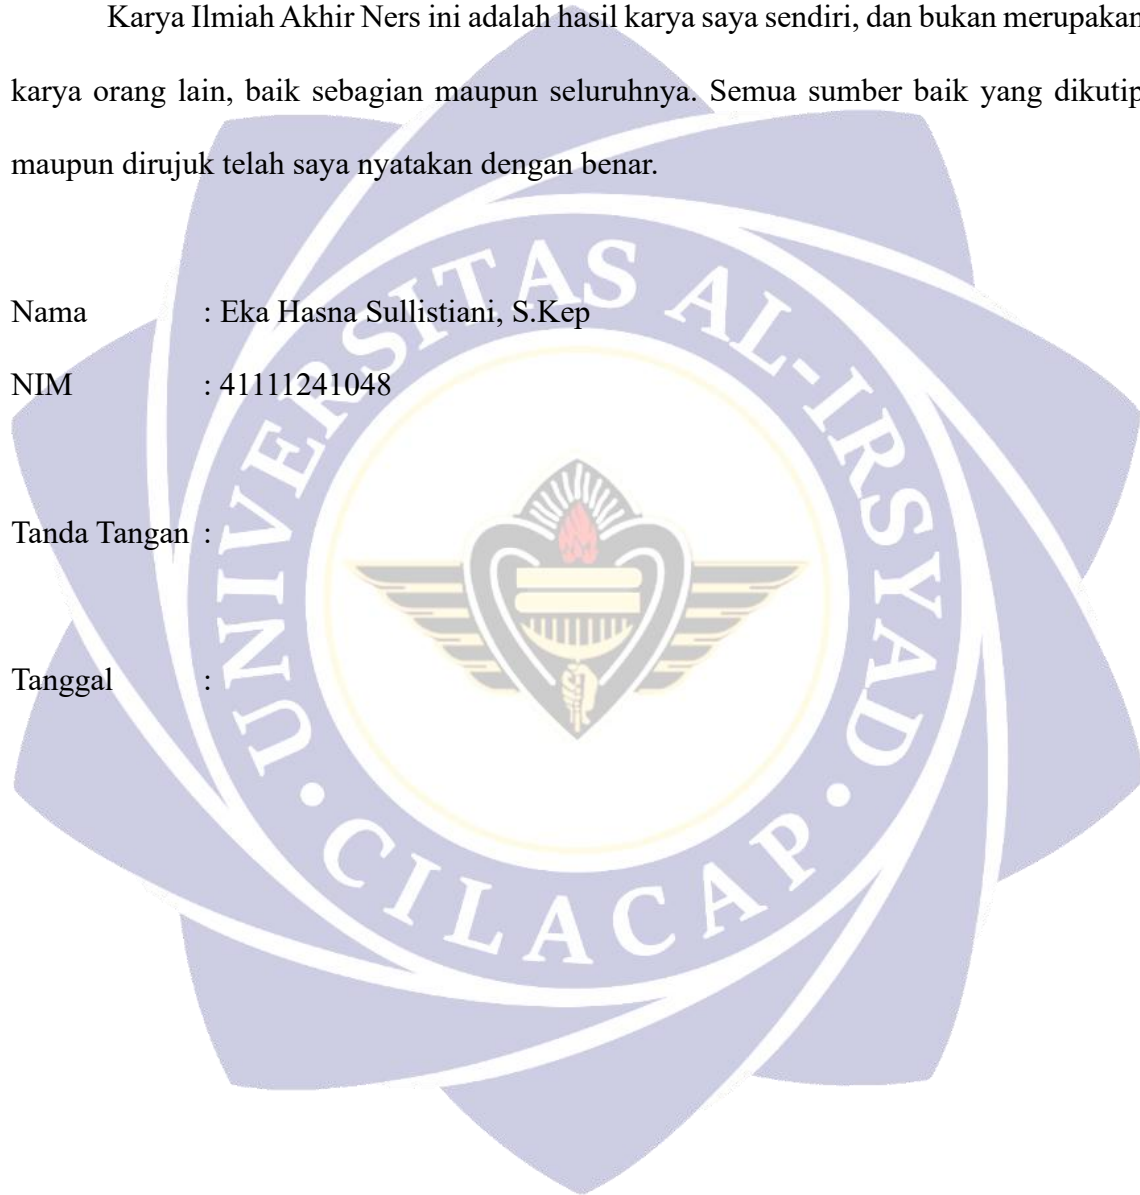 Karya Ilmiah Akhir Ners ini adalah hasil karya saya sendiri, dan bukan merupakan
karya orang lain, baik sebagian maupun seluruhnya. Semua sumber baik yang dikutip
maupun dirujuk telah saya nyatakan dengan benar.
Nama : Eka Hasna Sullistiani, S.Kep
NIM : 41111241048
Tanda Tangan :
Tanggal :
UNIVERSITAS AL-IRSYAD
• CILACAP •